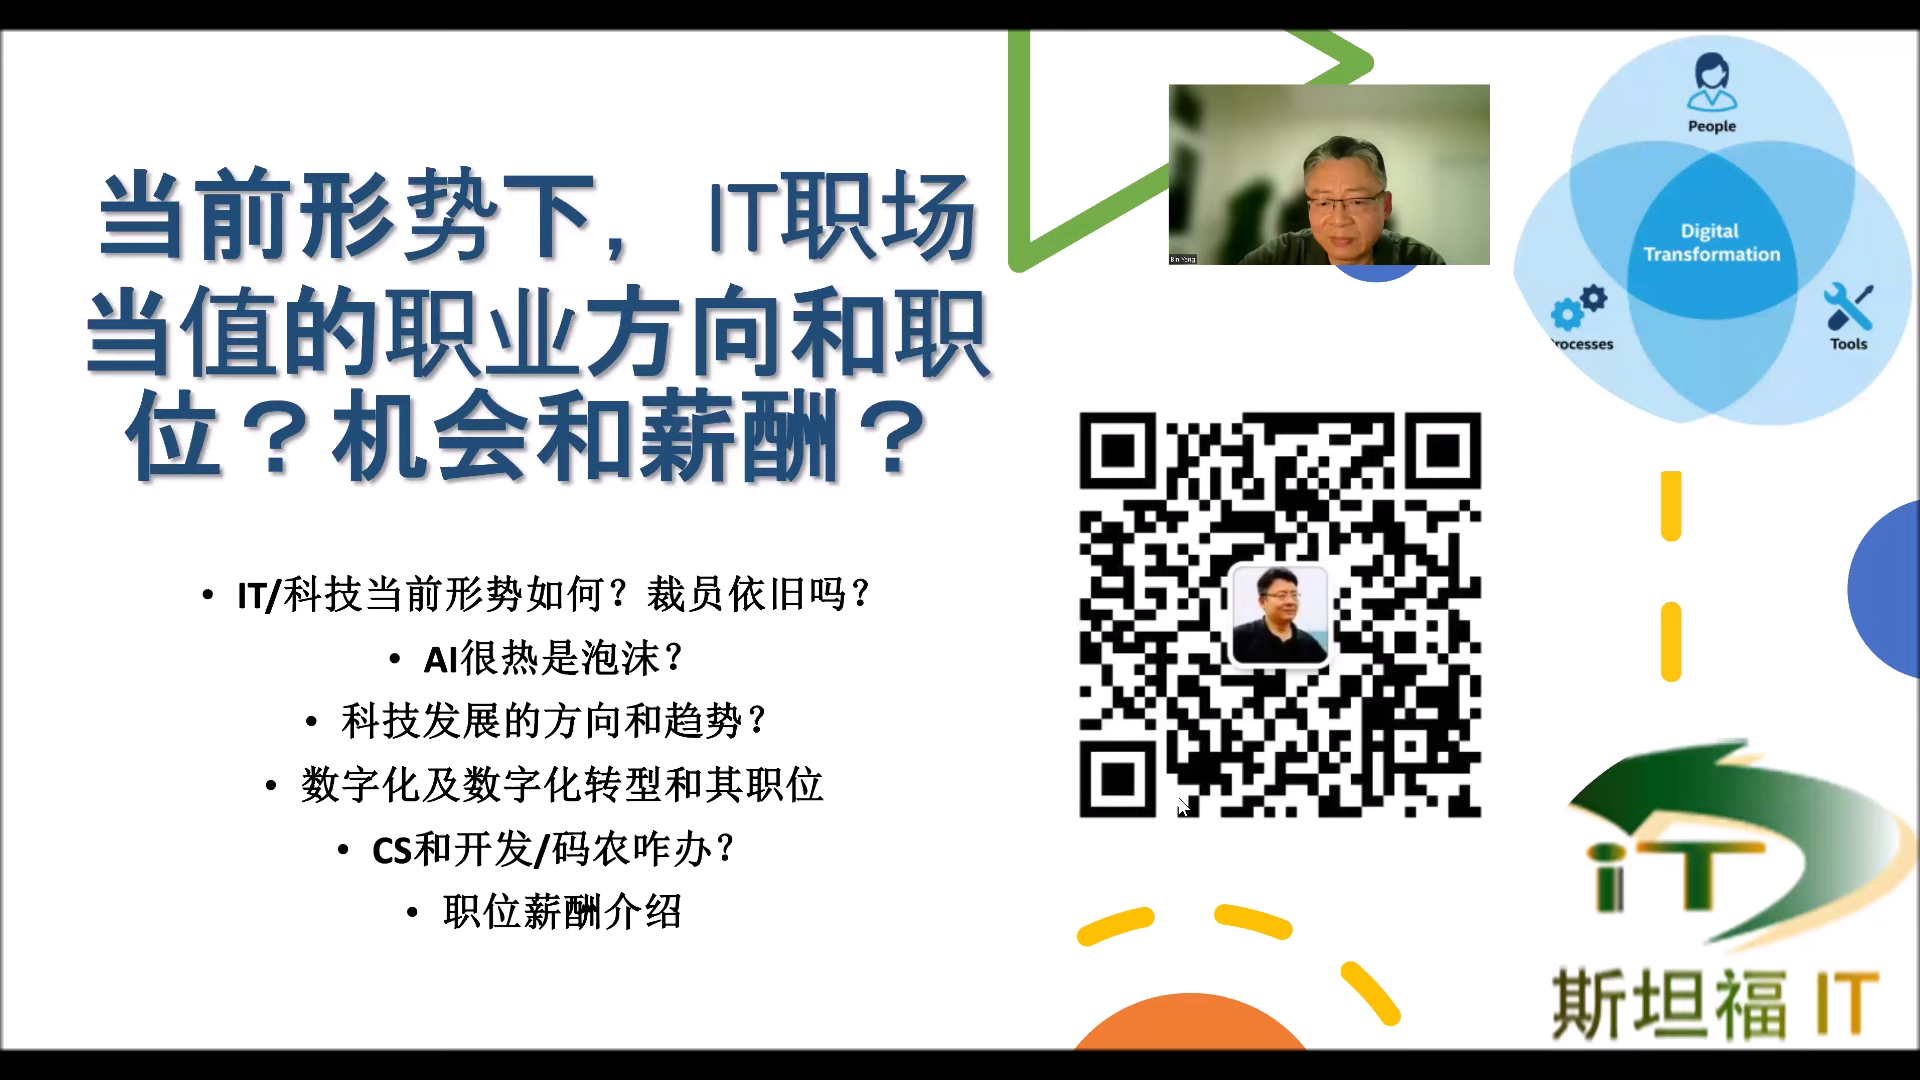 当前形势下，IT职场
当值的职业方向和职
位？机会和薪酬？
• IT/科技当前形势如何？裁员依旧吗？
• AI很热是泡沫？
• 科技发展的方向和趋势？
• 数字化及数字化转型和其职位
• CS和开发/码农咋办？
• 职位薪酬介绍
Bin Yang
People
Digital
Transformation
rocesses
Tools
iT
斯坦福 IT